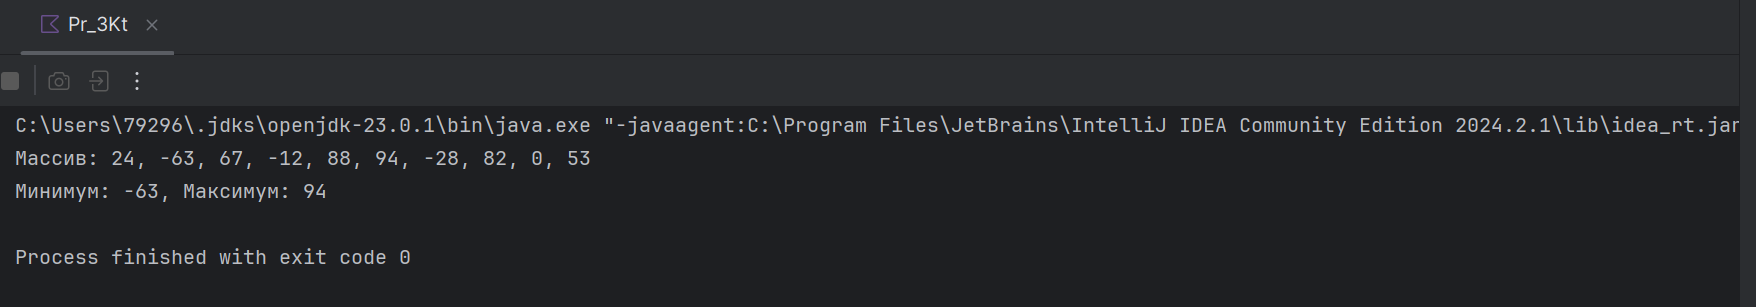 Pr_3Kt
C:\Users\79296\.jdks\openjdk-23.0.1\bin\java.exe "-javaagent:C:\Program Files\JetBrains\IntelliJ IDEA Community Edition 2024.2.1\lib\idea_rt.jar
Массив: 24, -63, 67, -12, 88, 94, -28, 82, 0, 53
Минимум: -63, Максимум: 94
Process finished with exit code 0